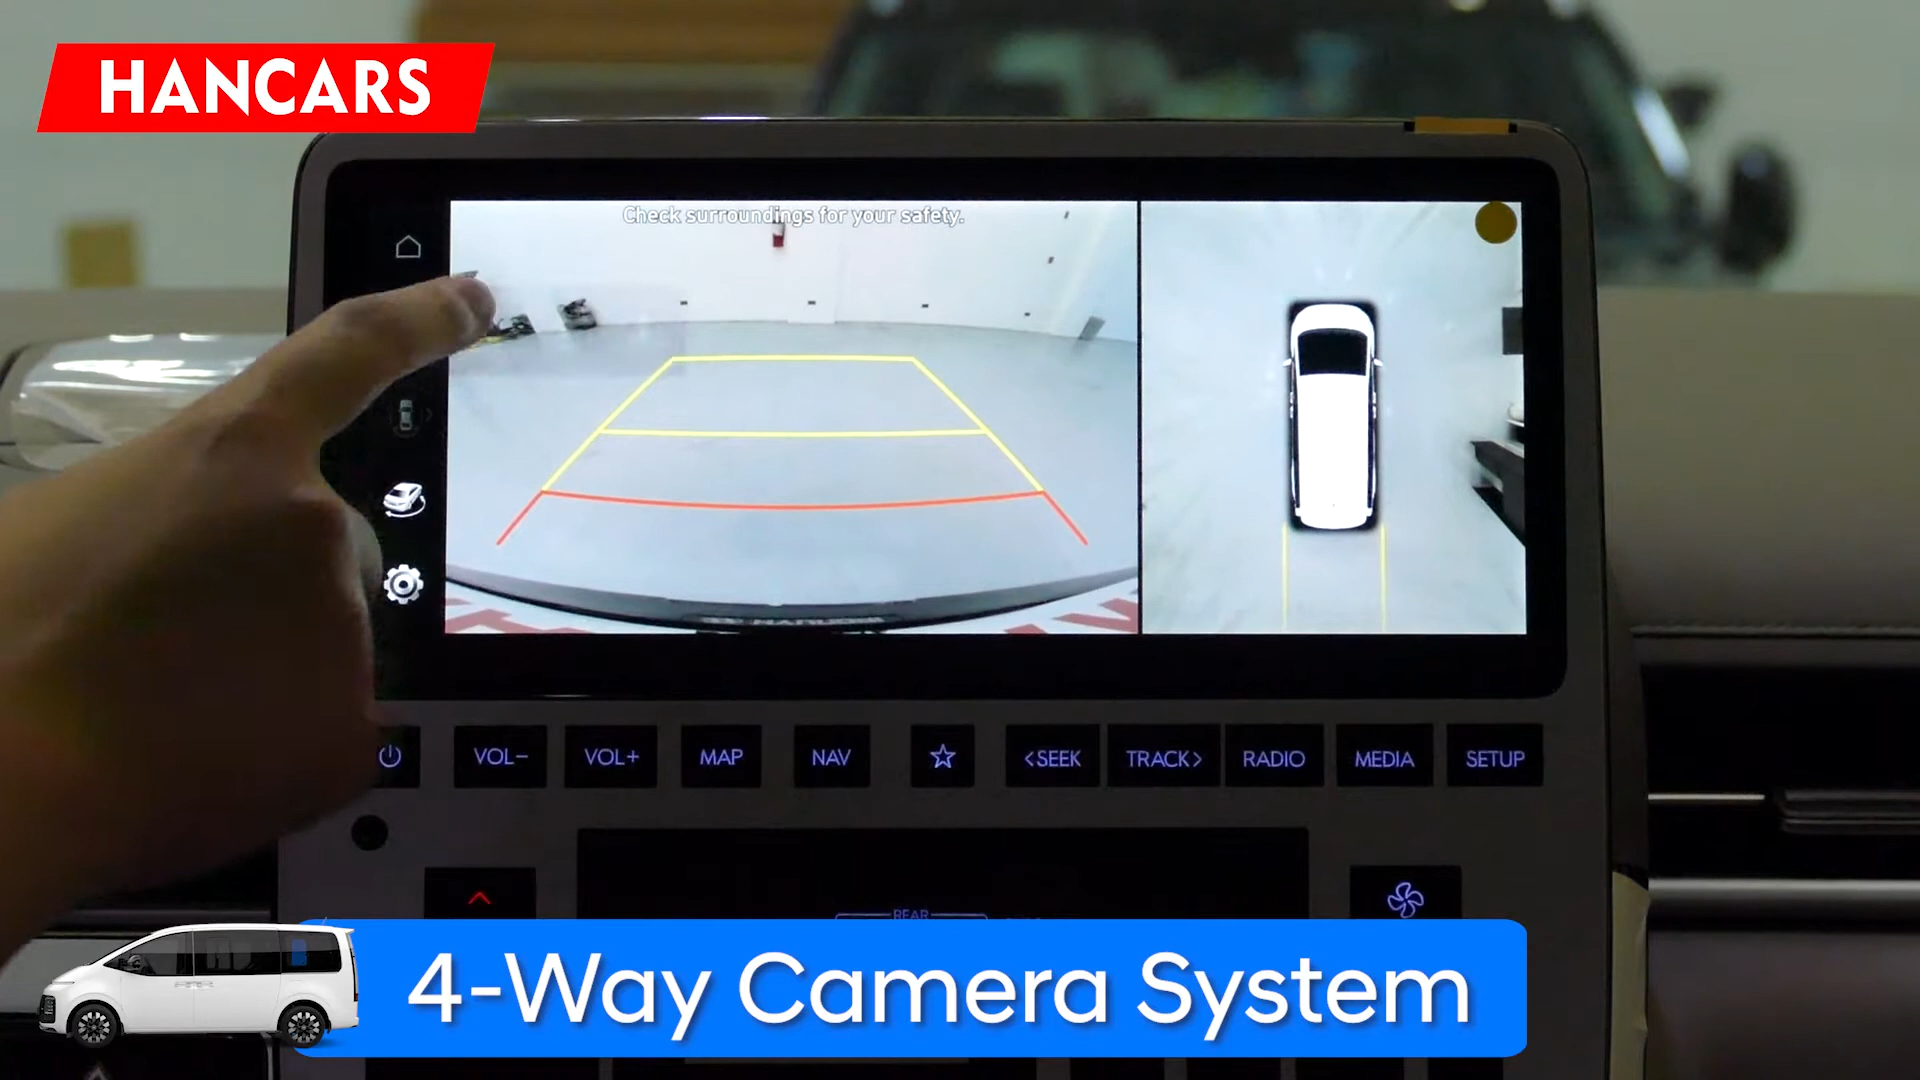 HANCARS
Check surroundings for your safety.
VOL-
VOL+
MAP
NAV
<SEEK
TRACK>
RADIO
MEDIA
SETUP
REAR
4-Way Camera System